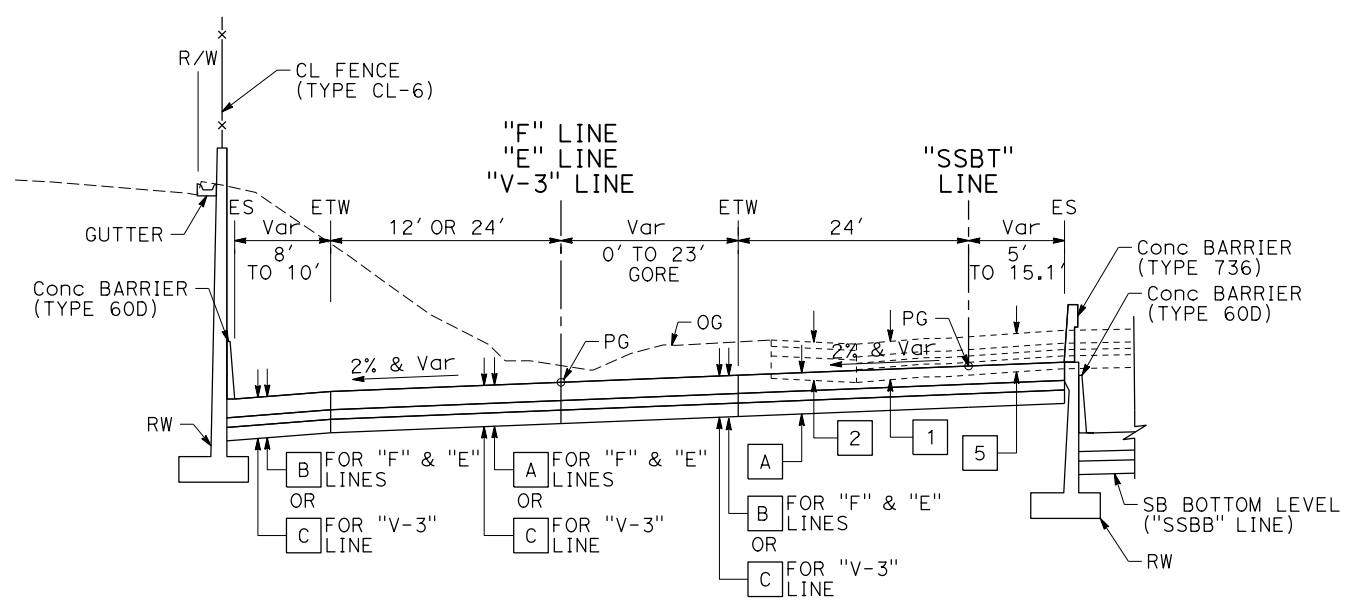 R/W
CL FENCE
(TYPE CL-6)
"F" LINE
"E" LINE
"V-3" LINE
"SSBT"
LINE
GUTTER
ES
Var
8'
TO 10'
ETW
12' OR 24'
Var
0' TO 23'
GORE
ETW
24'
Var
5'
TO 15.1'
ES
Conc BARRIER
(TYPE 736)
Conc BARRIER
(TYPE 60D)
Conc BARRIER
(TYPE 60D)
PG
OG
PG
2% & Var
2% & Var
RW
B FOR "F" & "E"
LINES
OR
C FOR "V-3"
LINE
A FOR "F" & "E"
LINES
OR
C FOR "V-3"
LINE
A
2
1
5
B FOR "F" & "E"
LINES
OR
C FOR "V-3"
LINE
SB BOTTOM LEVEL
("SSBB" LINE)
RW